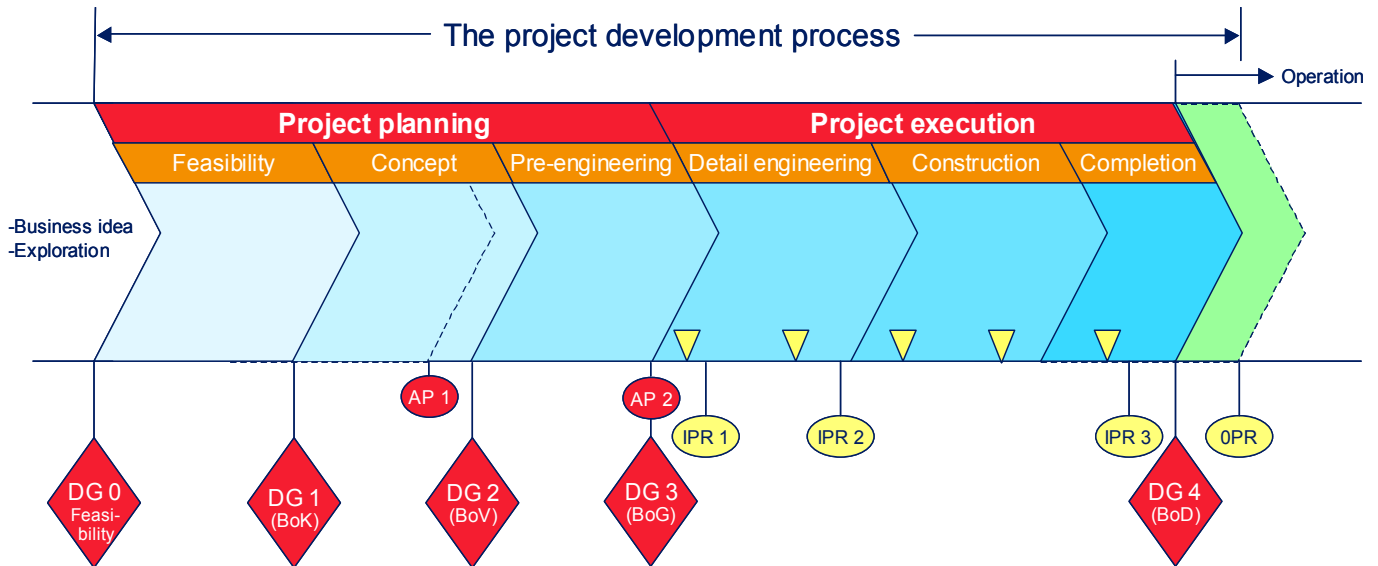 The project development process
Operation
Project planning
Project execution
Feasibility
Concept
Pre-engineering
Detail engineering
Construction
Completion
-Business idea
-Exploration
AP 1
AP 2
IPR 1
IPR 2
IPR 3
0PR
DG 0
Feasi-
bility
DG 1
(BoK)
DG 2
(BoV)
DG 3
(BoG)
DG 4
(BoD)